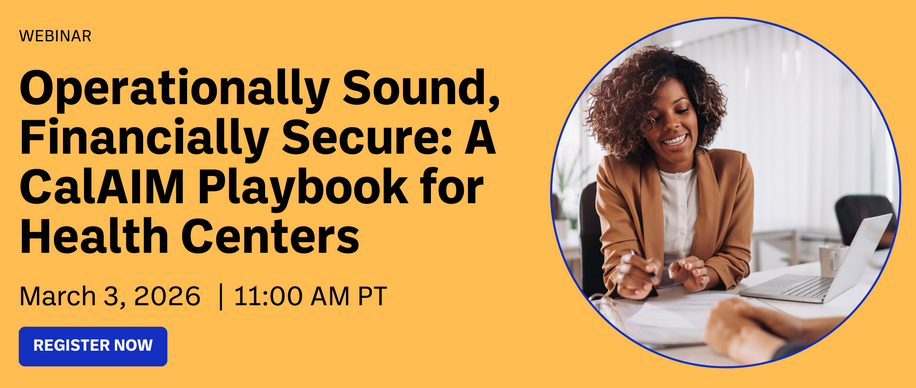 WEBINAR
Operationally Sound,
Financially Secure: A
CalAIM Playbook for
Health Centers
March 3, 2026 | 11:00 AM PT
REGISTER NOW